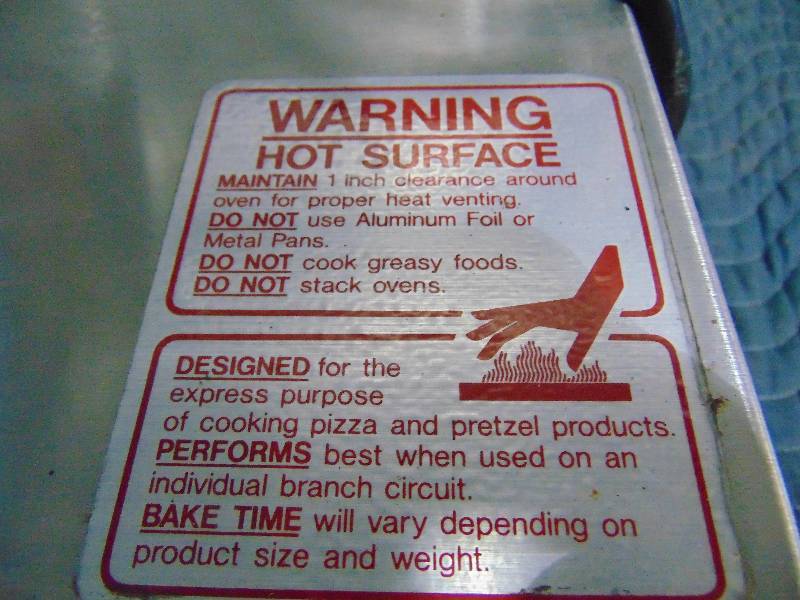 WARNING
HOT SURFACE
MAINTAIN 1 inch clearance around
oven for proper heat venting.
DO NOT use Aluminum Foil or
Metal Pans.
DO NOT cook greasy foods.
DO NOT stack ovens.
DESIGNED for the
express purpose
of cooking pizza and pretzel products.
PERFORMS best when used on an
individual branch circuit.
BAKE TIME will vary depending on
product size and weight.